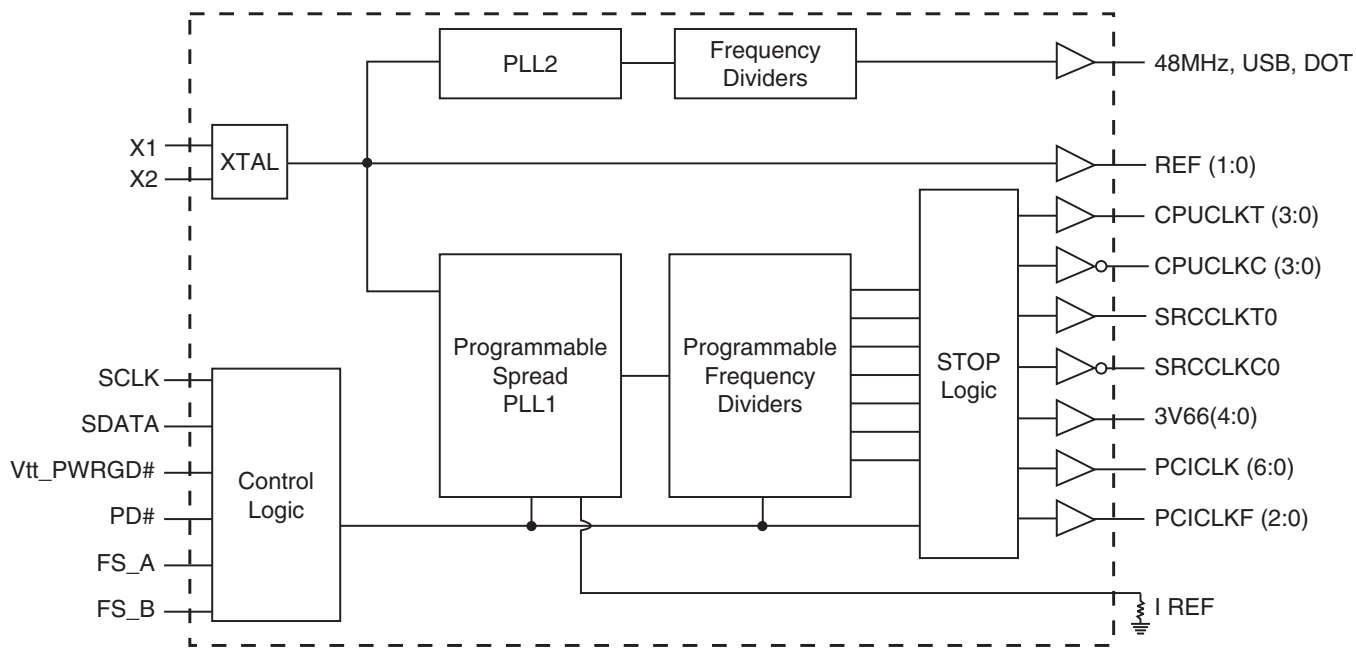 PLL2
Frequency
Dividers
48MHz, USB, DOT
X1
X2
XTAL
REF (1:0)
CPUCLKT (3:0)
CPUCLKC (3:0)
SRCCLKT0
SRCCLKC0
3V66(4:0)
PCICLK (6:0)
PCICLKF (2:0)
Programmable
Spread
PLL1
Programmable
Frequency
Dividers
STOP
Logic
SCLK
SDATA
Vtt_PWRGD#
PD#
FS_A
FS_B
Control
Logic
I REF